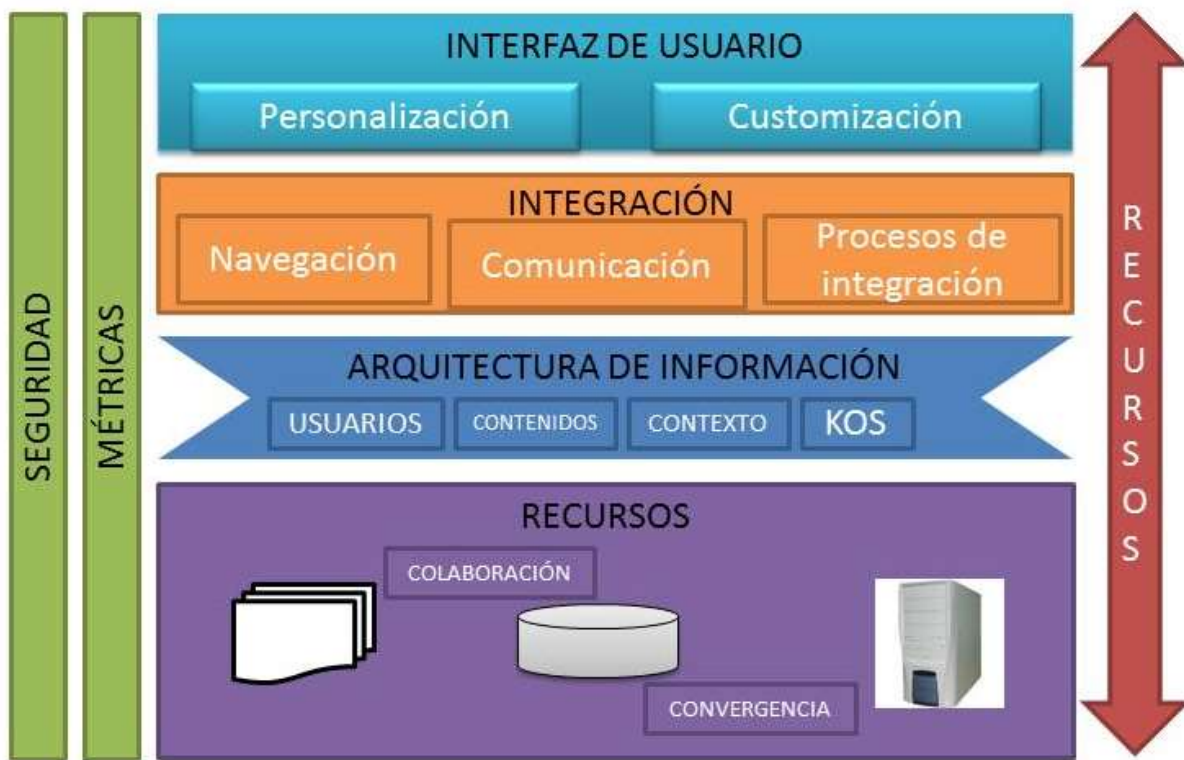 SEGURIDAD
MÉTRICAS
INTERFAZ DE USUARIO
Personalización
Customización
INTEGRACIÓN
Navegación
Comunicación
Procesos de
integración
ARQUITECTURA DE INFORMACIÓN
USUARIOS
CONTENIDOS
CONTEXTO
KOS
RECURSOS
COLABORACIÓN
CONVERGENCIA
RECURSOS